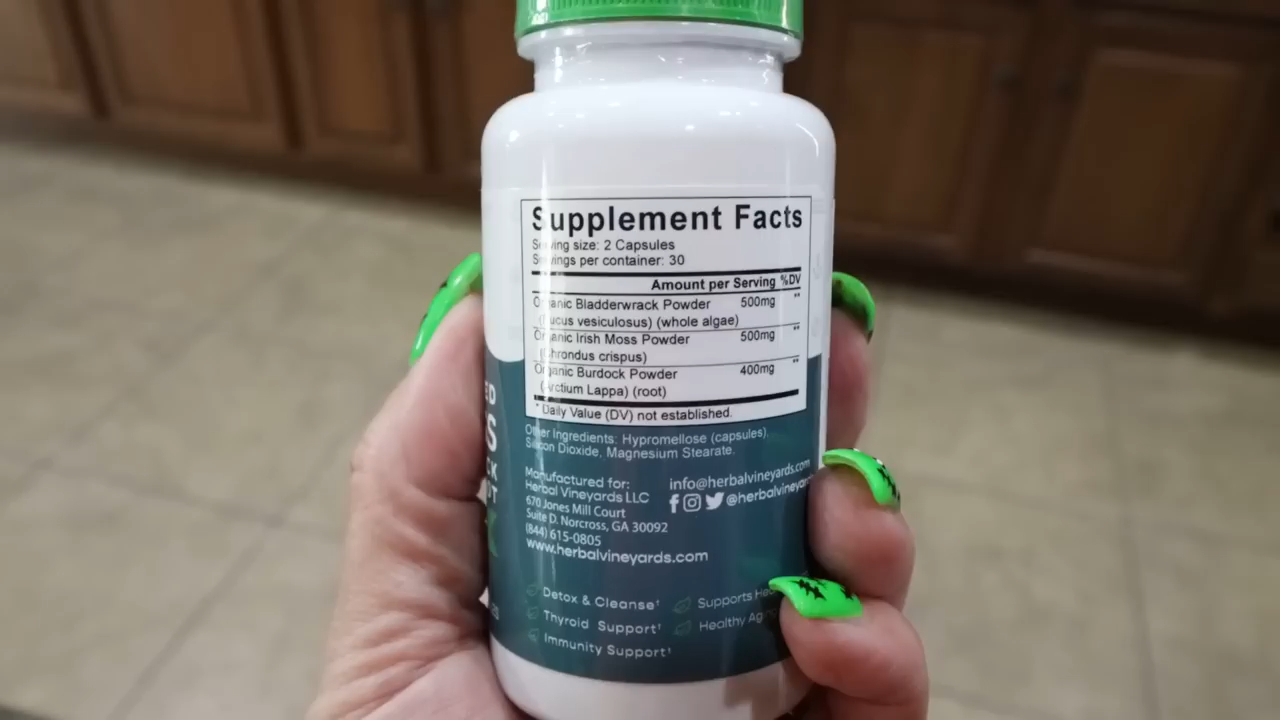 Supplement Facts
Serving size: 2 Capsules
Servings per container: 30
Amount per Serving %DV
Organic Bladderwrack Powder 500mg **
(Fucus vesiculosus) (whole algae)
Organic Irish Moss Powder 500mg **
(Chrondus crispus)
Organic Burdock Powder 400mg **
(Arctium Lappa) (root)
* Daily Value (DV) not established.
Other Ingredients: Hypromellose (capsules),
Silicon Dioxide, Magnesium Stearate.
Manufactured for:
Herbal Vineyards LLC
670 Jones Mill Court
Suite D. Norcross, GA 30092
(844) 615-0805
www.herbalvineyards.com
info@herbalvineyards.com
@herbalvineyards
Detox & Cleanse†
Thyroid Support†
Immunity Support†
Supports
Healthy